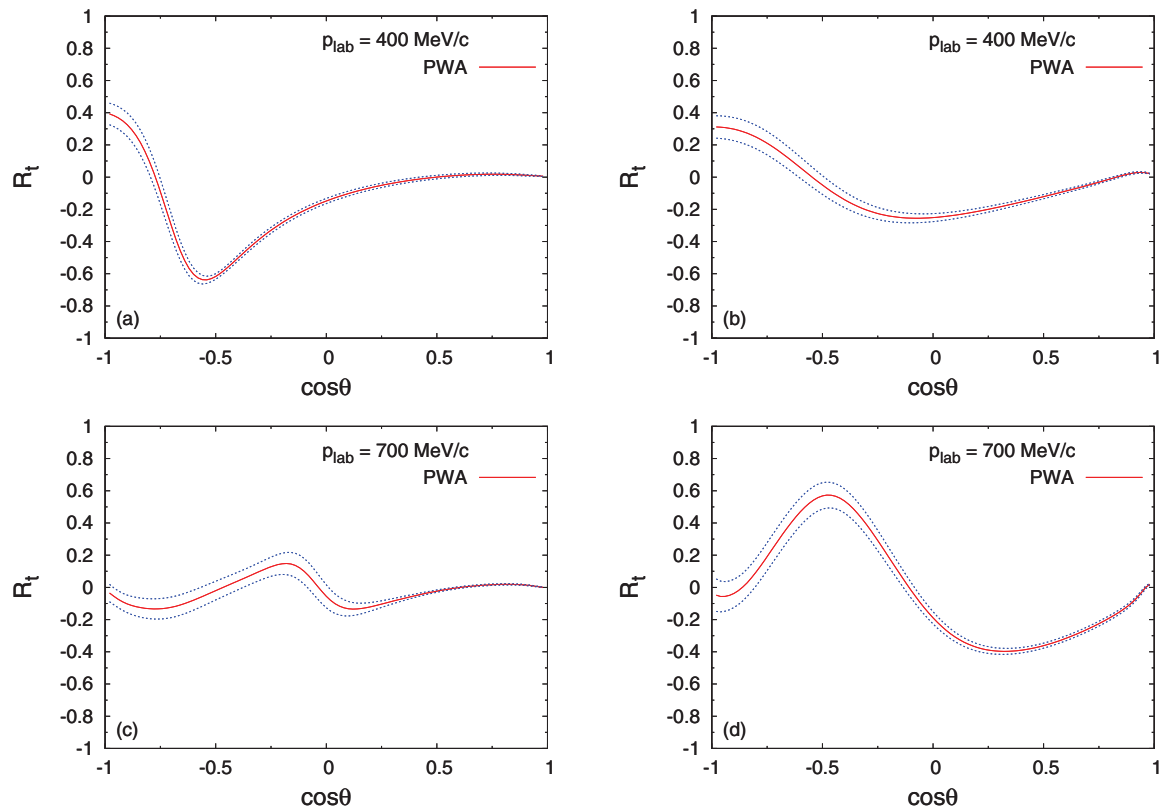 1
0.8
0.6
0.4
0.2
0
-0.2
-0.4
-0.6
-0.8
-1
R_t
p_lab = 400 MeV/c
PWA
(a)
-1 -0.5 0 0.5 1
cosθ
1
0.8
0.6
0.4
0.2
0
-0.2
-0.4
-0.6
-0.8
-1
R_t
p_lab = 400 MeV/c
PWA
(b)
-1 -0.5 0 0.5 1
cosθ
1
0.8
0.6
0.4
0.2
0
-0.2
-0.4
-0.6
-0.8
-1
R_t
p_lab = 700 MeV/c
PWA
(c)
-1 -0.5 0 0.5 1
cosθ
1
0.8
0.6
0.4
0.2
0
-0.2
-0.4
-0.6
-0.8
-1
R_t
p_lab = 700 MeV/c
PWA
(d)
-1 -0.5 0 0.5 1
cosθ